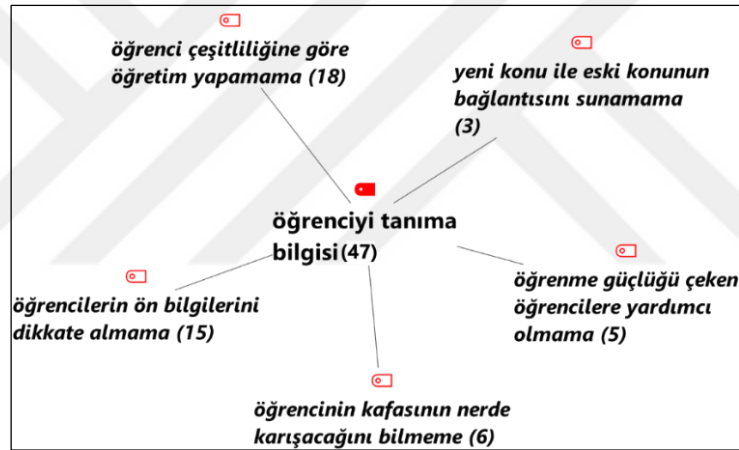 öğrenci çeşitliliğine göre
öğretim yapamama (18)
yeni konu ile eski konunun
bağlantısını sunamama
(3)
öğrenciyi tanıma
bilgisi (47)
öğrencilerin ön bilgilerini
dikkate almama (15)
öğrenme güçlüğü çeken
öğrencilere yardımcı
olmama (5)
öğrencinin kafasının nerde
karışacağını bilmeme (6)